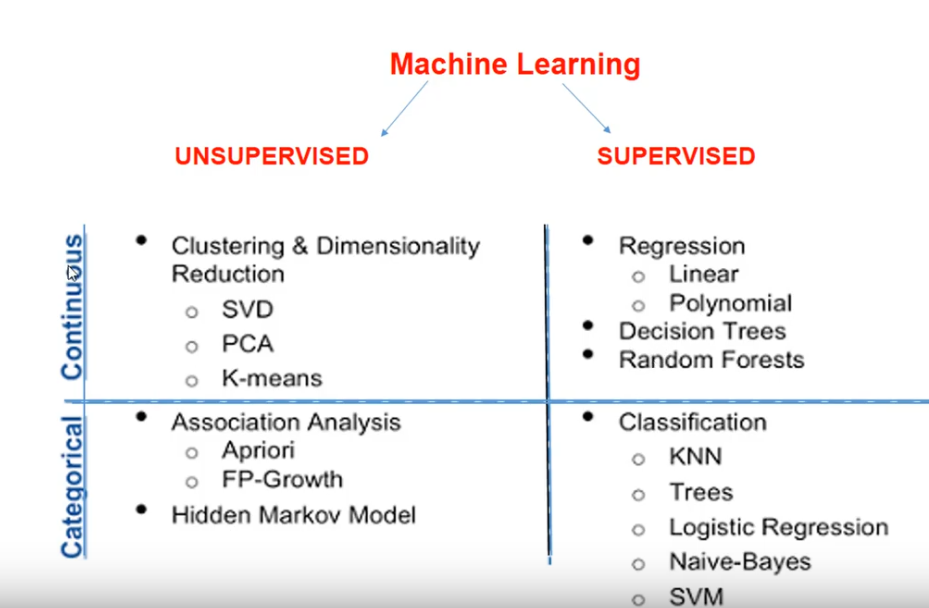 Machine Learning
UNSUPERVISED
SUPERVISED
Continuous
Clustering & Dimensionality
Reduction
SVD
PCA
K-means
Regression
Linear
Polynomial
Decision Trees
Random Forests
Categorical
Association Analysis
Apriori
FP-Growth
Hidden Markov Model
Classification
KNN
Trees
Logistic Regression
Naive-Bayes
SVM